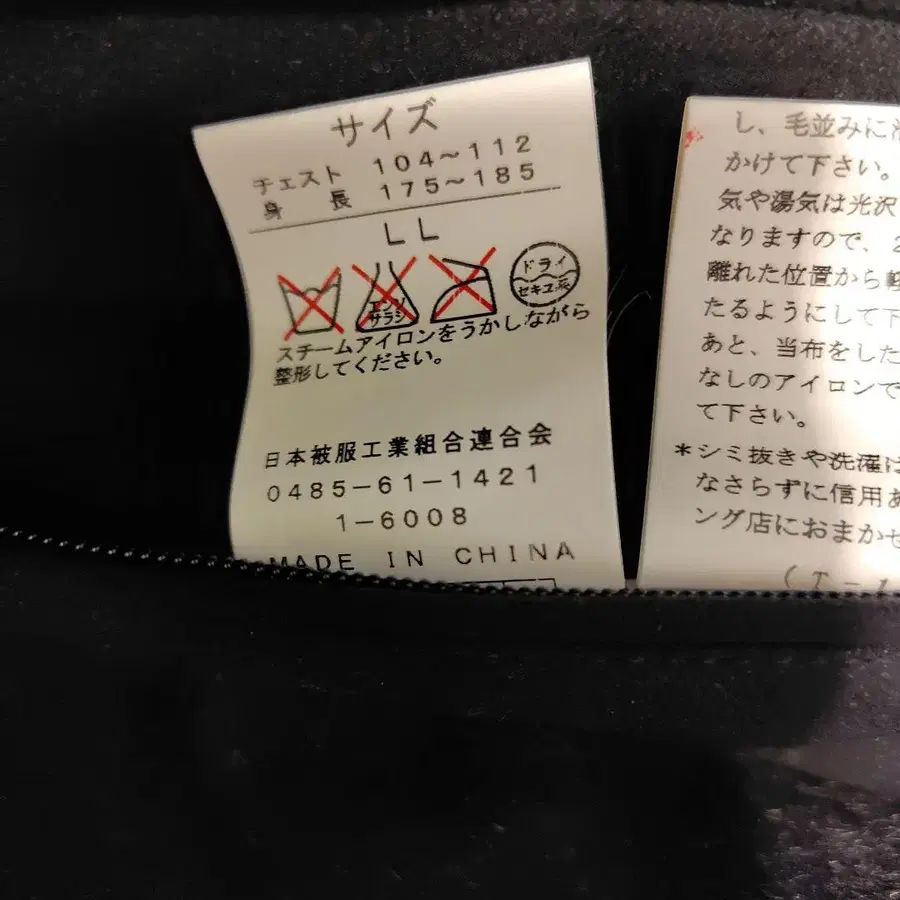 サイズ
チェスト 104～112
身 長 175～185
LL
エンソ
サラシ
ドライ
セキユ系
スチームアイロンをうかしながら
整形してください。
日本被服工業組合連合会
0485-61-1421
1-6008
MADE IN CHINA
し、毛並みに
かけて下さい。
気や湯気は光沢
なりますので、2
離れた位置から軽
たるようにして下
あと、当布をした
なしのアイロンで
て下さい。
*シミ抜きや洗濯は
なさらずに信用あ
ング店におまかせ
(T-1